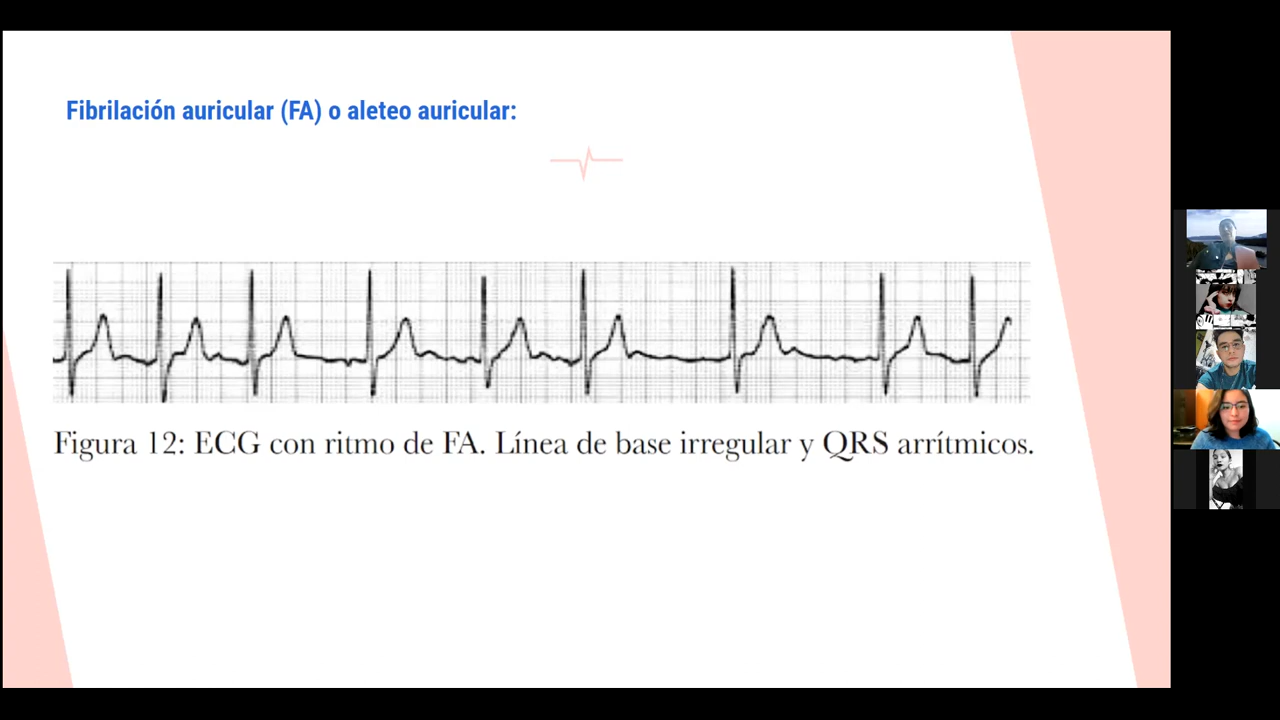 Fibrilación auricular (FA) o aleteo auricular:
Figura 12: ECG con ritmo de FA. Línea de base irregular y QRS arrítmicos.